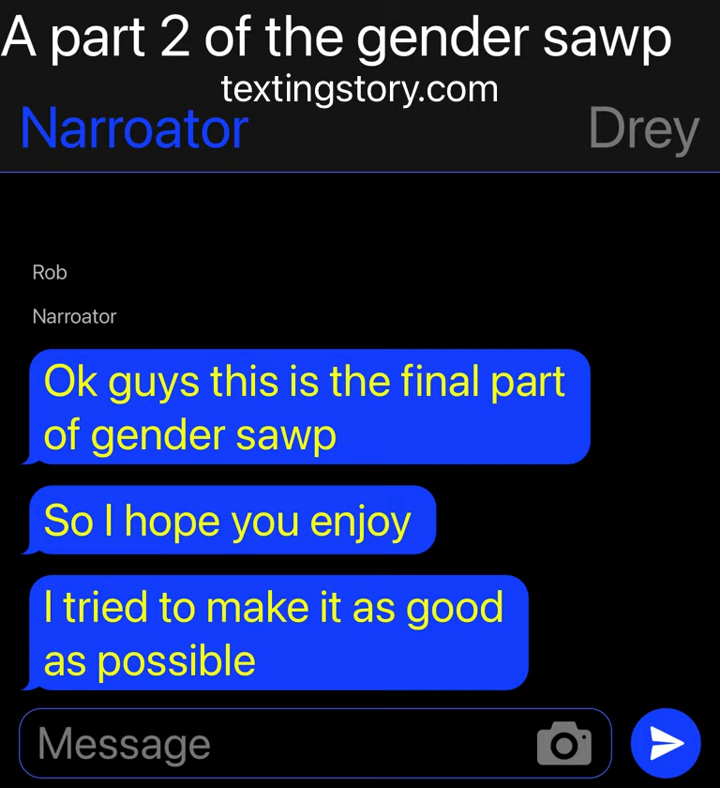 A part 2 of the gender sawp
textingstory.com
Narroator
Drey
Rob
Narroator
Ok guys this is the final part
of gender sawp
So I hope you enjoy
I tried to make it as good
as possible
Message